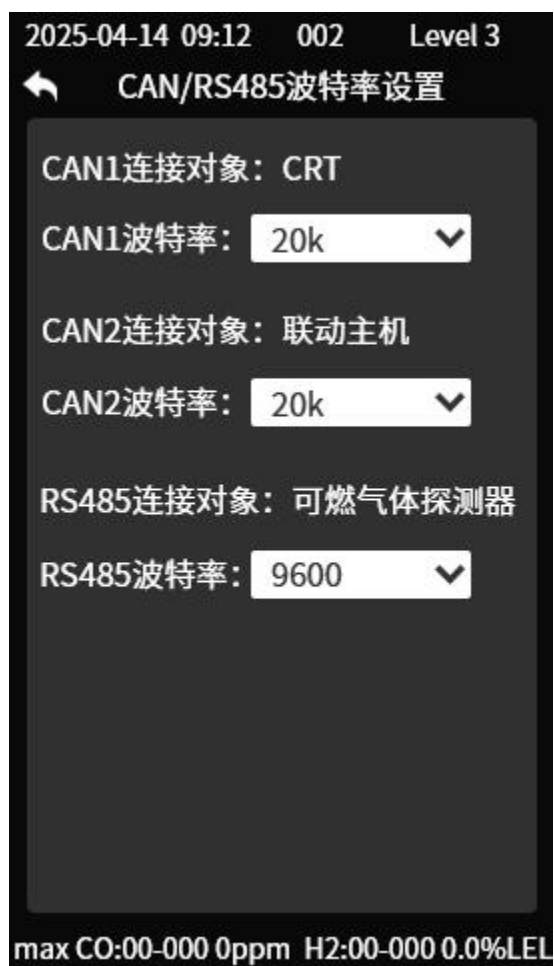 2025-04-14 09:12 002 Level 3
CAN/RS485波特率设置
CAN1连接对象：CRT
CAN1波特率： 20k
CAN2连接对象：联动主机
CAN2波特率： 20k
RS485连接对象：可燃气体探测器
RS485波特率： 9600
max CO:00-000 0ppm H2:00-000 0.0%LEL